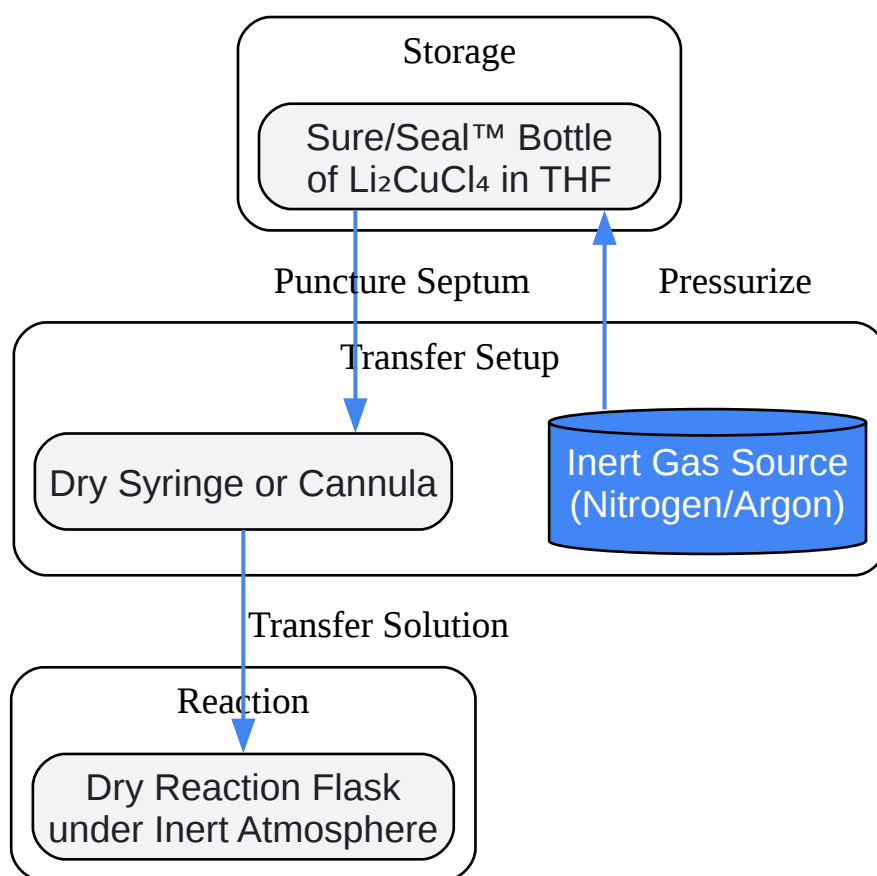 Storage
Sure/Seal™ Bottle
of Li₂CuCl₄ in THF
Puncture Septum
Pressurize
Transfer Setup
Dry Syringe or Cannula
Inert Gas Source
(Nitrogen/Argon)
Transfer Solution
Reaction
Dry Reaction Flask
under Inert Atmosphere